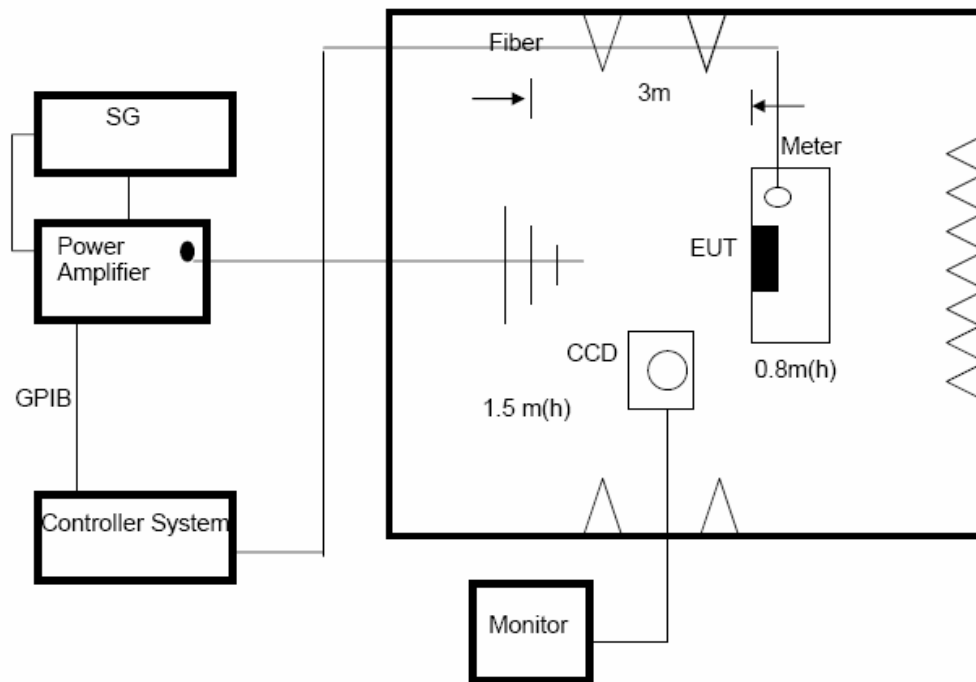 Fiber
3m
SG
Meter
Power
Amplifier
EUT
CCD
0.8m(h)
GPIB
1.5 m(h)
Controller System
Monitor